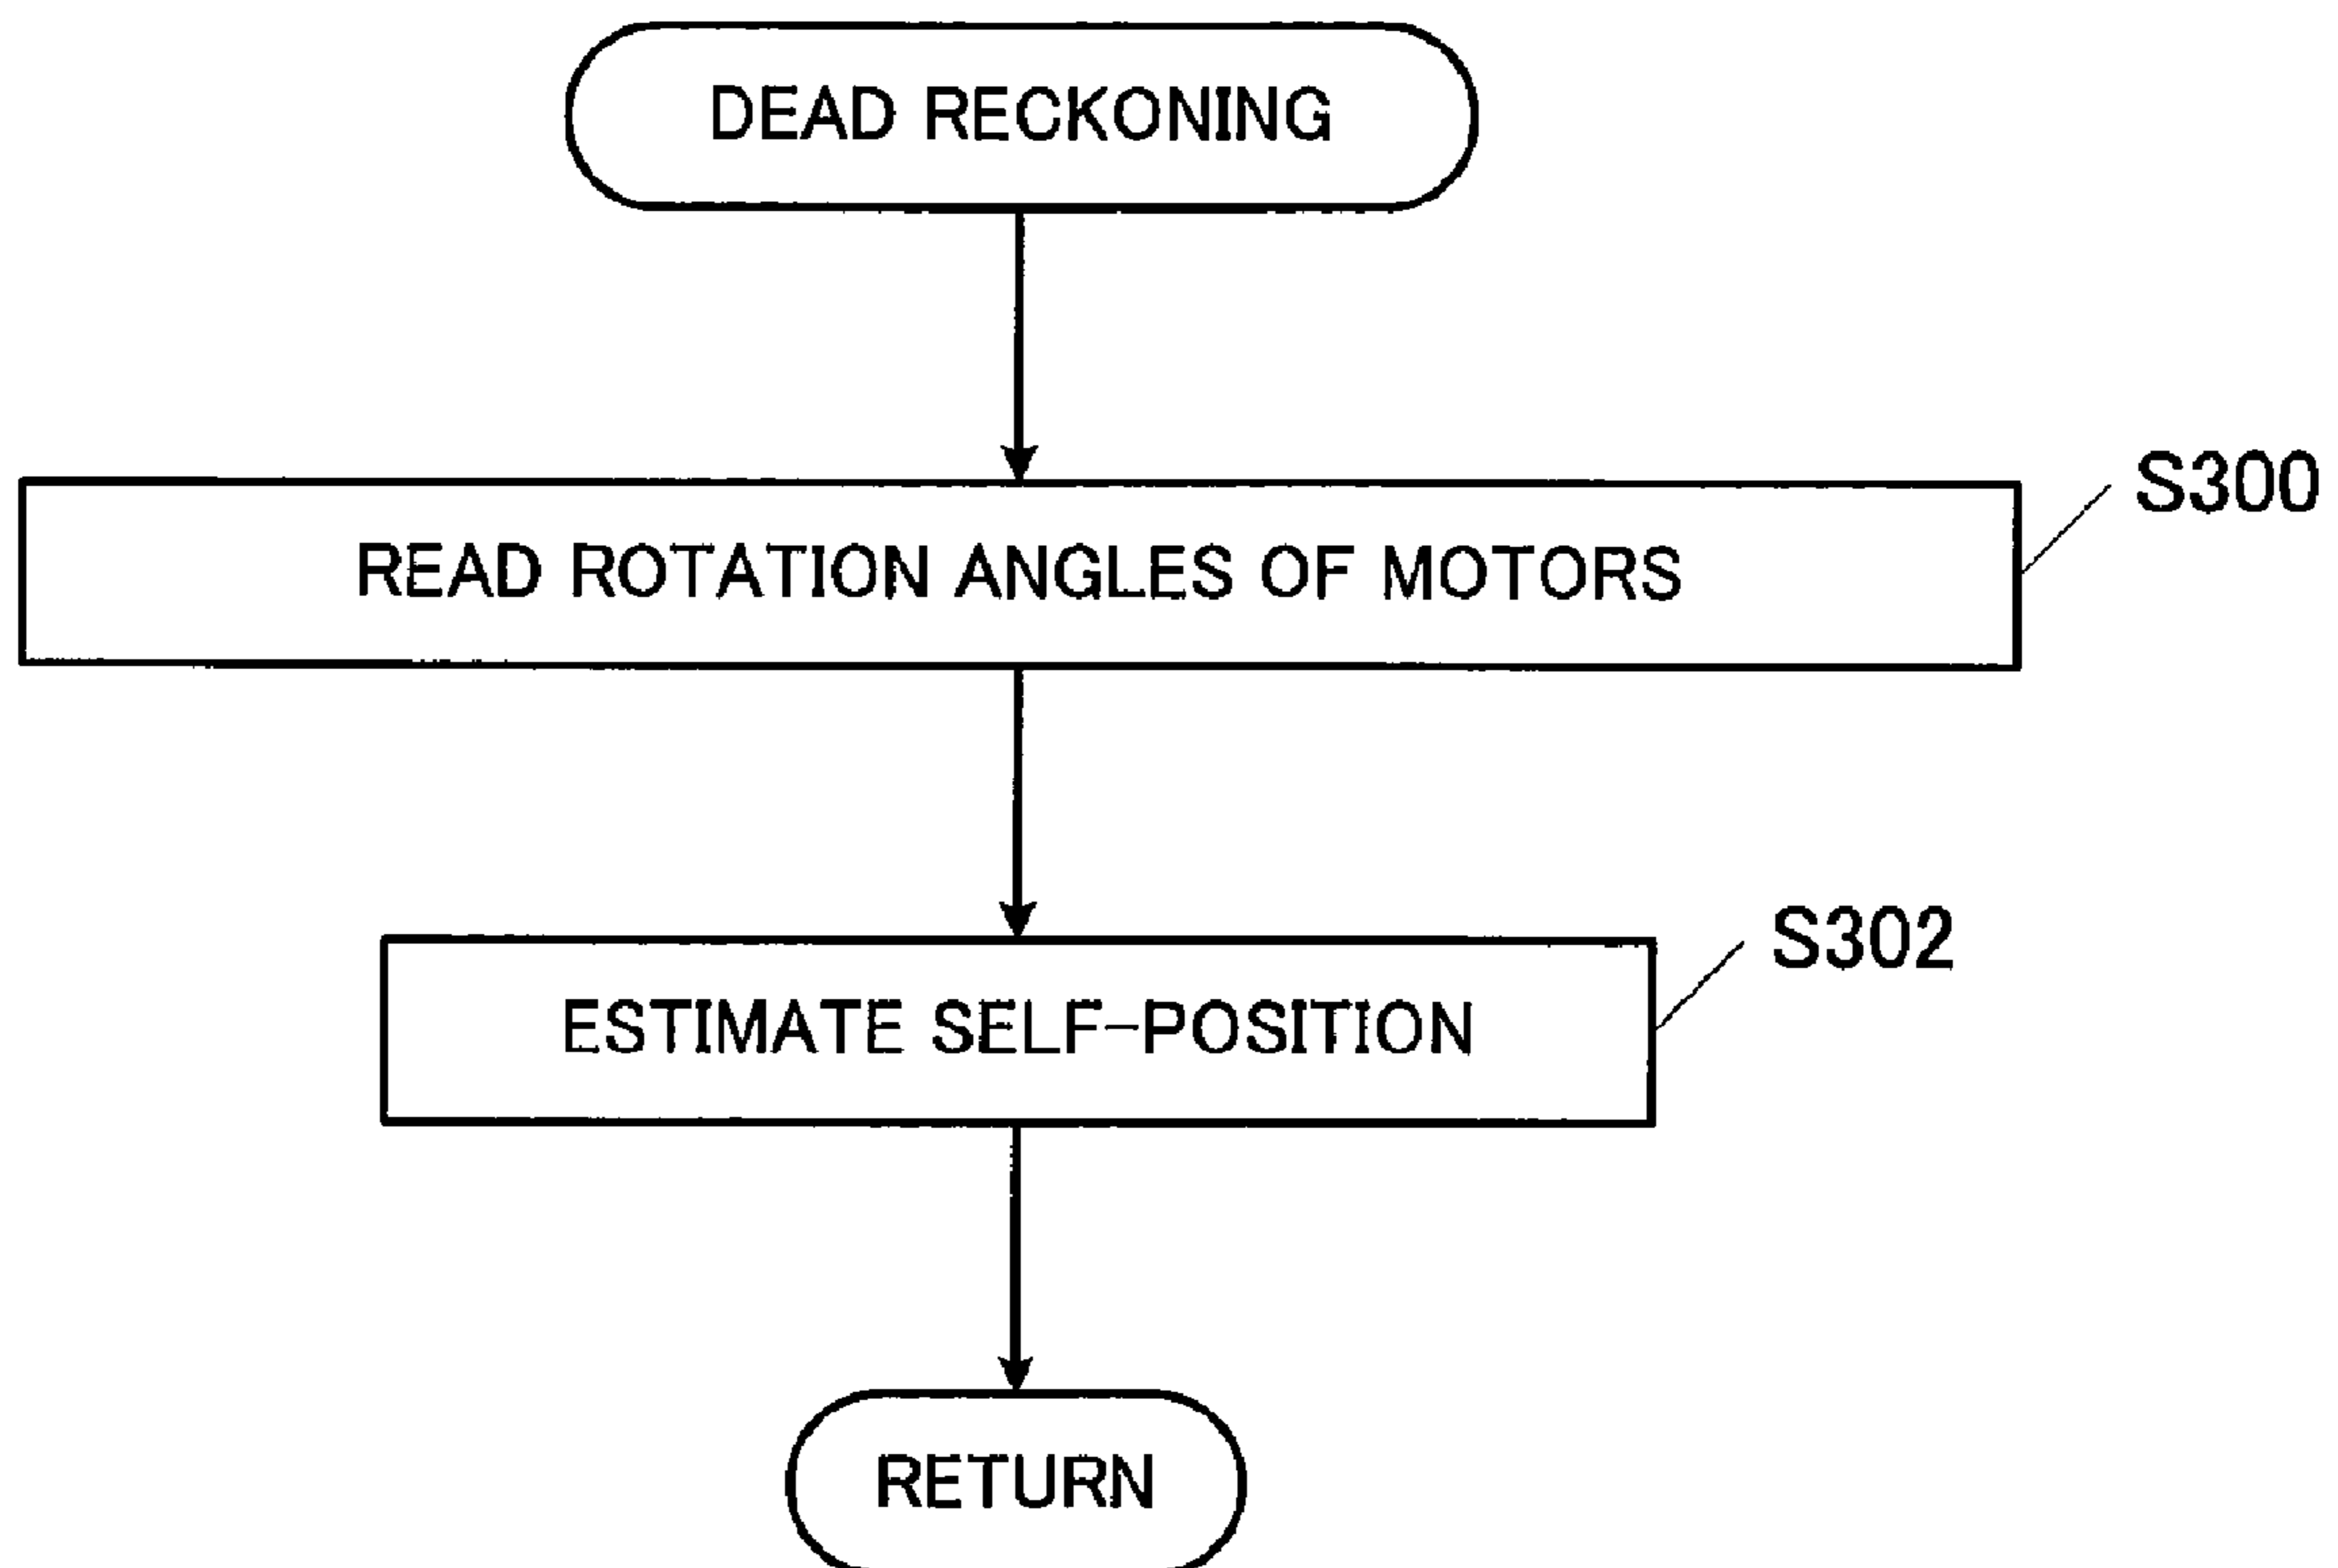 DEAD RECKONING
S300
READ ROTATION ANGLES OF MOTORS
S302
ESTIMATE SELF-POSITION
RETURN